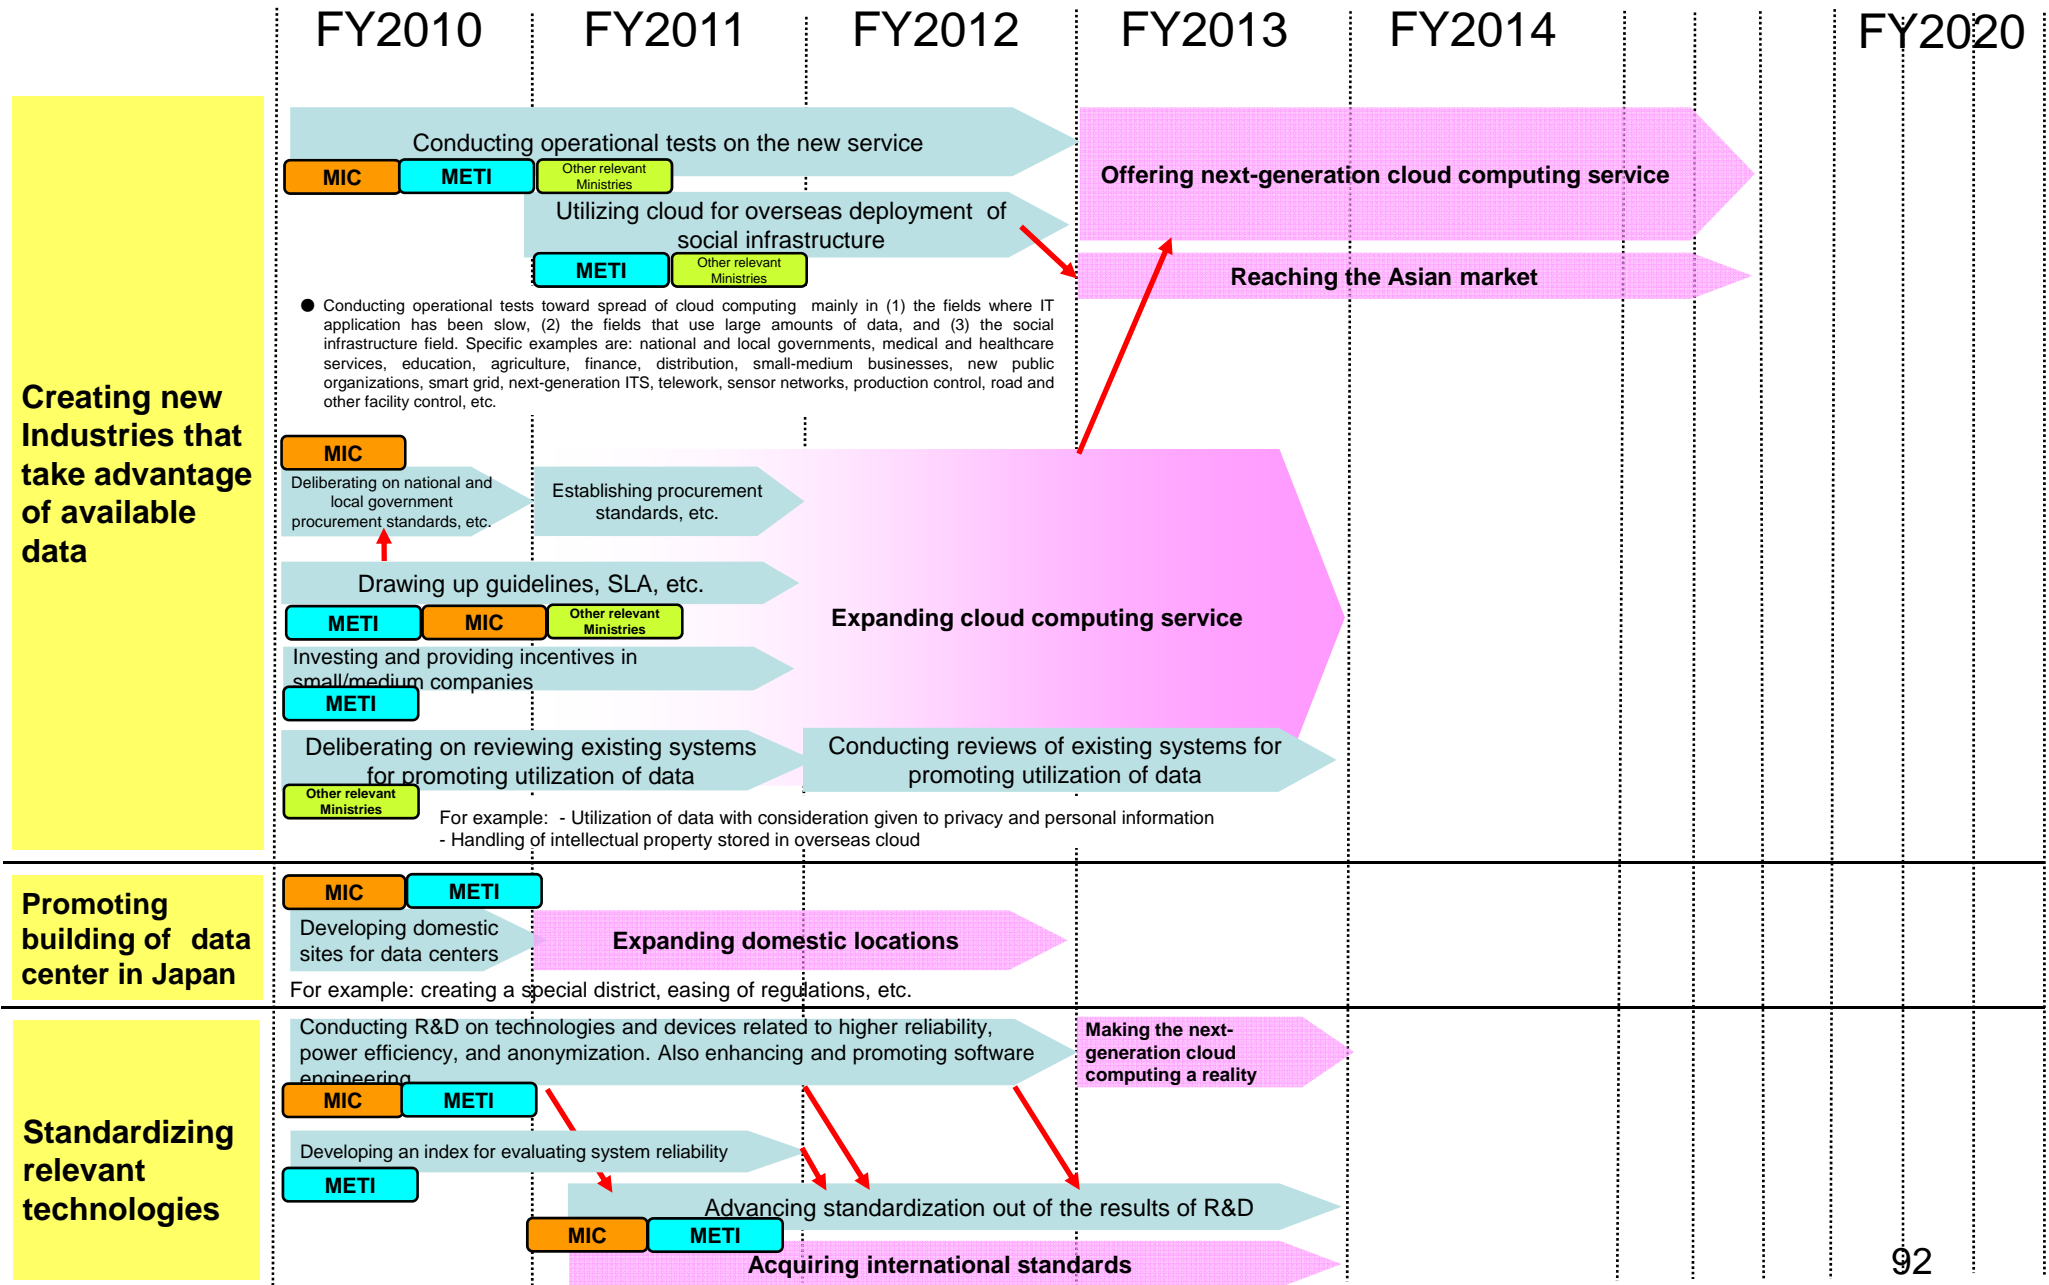 FY2010 FY2011 FY2012 FY2013 FY2014 FY2020
Creating new
Industries that
take advantage
of available
data
Conducting operational tests on the new service
MIC METI Other relevant
Ministries
Utilizing cloud for overseas deployment of
social infrastructure
METI Other relevant
Ministries
Offering next-generation cloud computing service
Reaching the Asian market
● Conducting operational tests toward spread of cloud computing mainly in (1) the fields where IT
application has been slow, (2) the fields that use large amounts of data, and (3) the social
infrastructure field. Specific examples are: national and local governments, medical and healthcare
services, education, agriculture, finance, distribution, small-medium businesses, new public
organizations, smart grid, next-generation ITS, telework, sensor networks, production control, road and
other facility control, etc.
MIC
Deliberating on national and
local government
procurement standards, etc.
Establishing procurement
standards, etc.
Drawing up guidelines, SLA, etc.
METI MIC Other relevant
Ministries
Expanding cloud computing service
Investing and providing incentives in
small/medium companies
METI
Deliberating on reviewing existing systems
for promoting utilization of data
Other relevant
Ministries
Conducting reviews of existing systems for
promoting utilization of data
For example: - Utilization of data with consideration given to privacy and personal information
- Handling of intellectual property stored in overseas cloud
Promoting
building of data
center in Japan
MIC METI
Developing domestic
sites for data centers
Expanding domestic locations
For example: creating a special district, easing of regulations, etc.
Standardizing
relevant
technologies
Conducting R&D on technologies and devices related to higher reliability,
power efficiency, and anonymization. Also enhancing and promoting software
engineering
MIC METI
Making the next-
generation cloud
computing a reality
Developing an index for evaluating system reliability
METI
Advancing standardization out of the results of R&D
MIC METI
Acquiring international standards
92